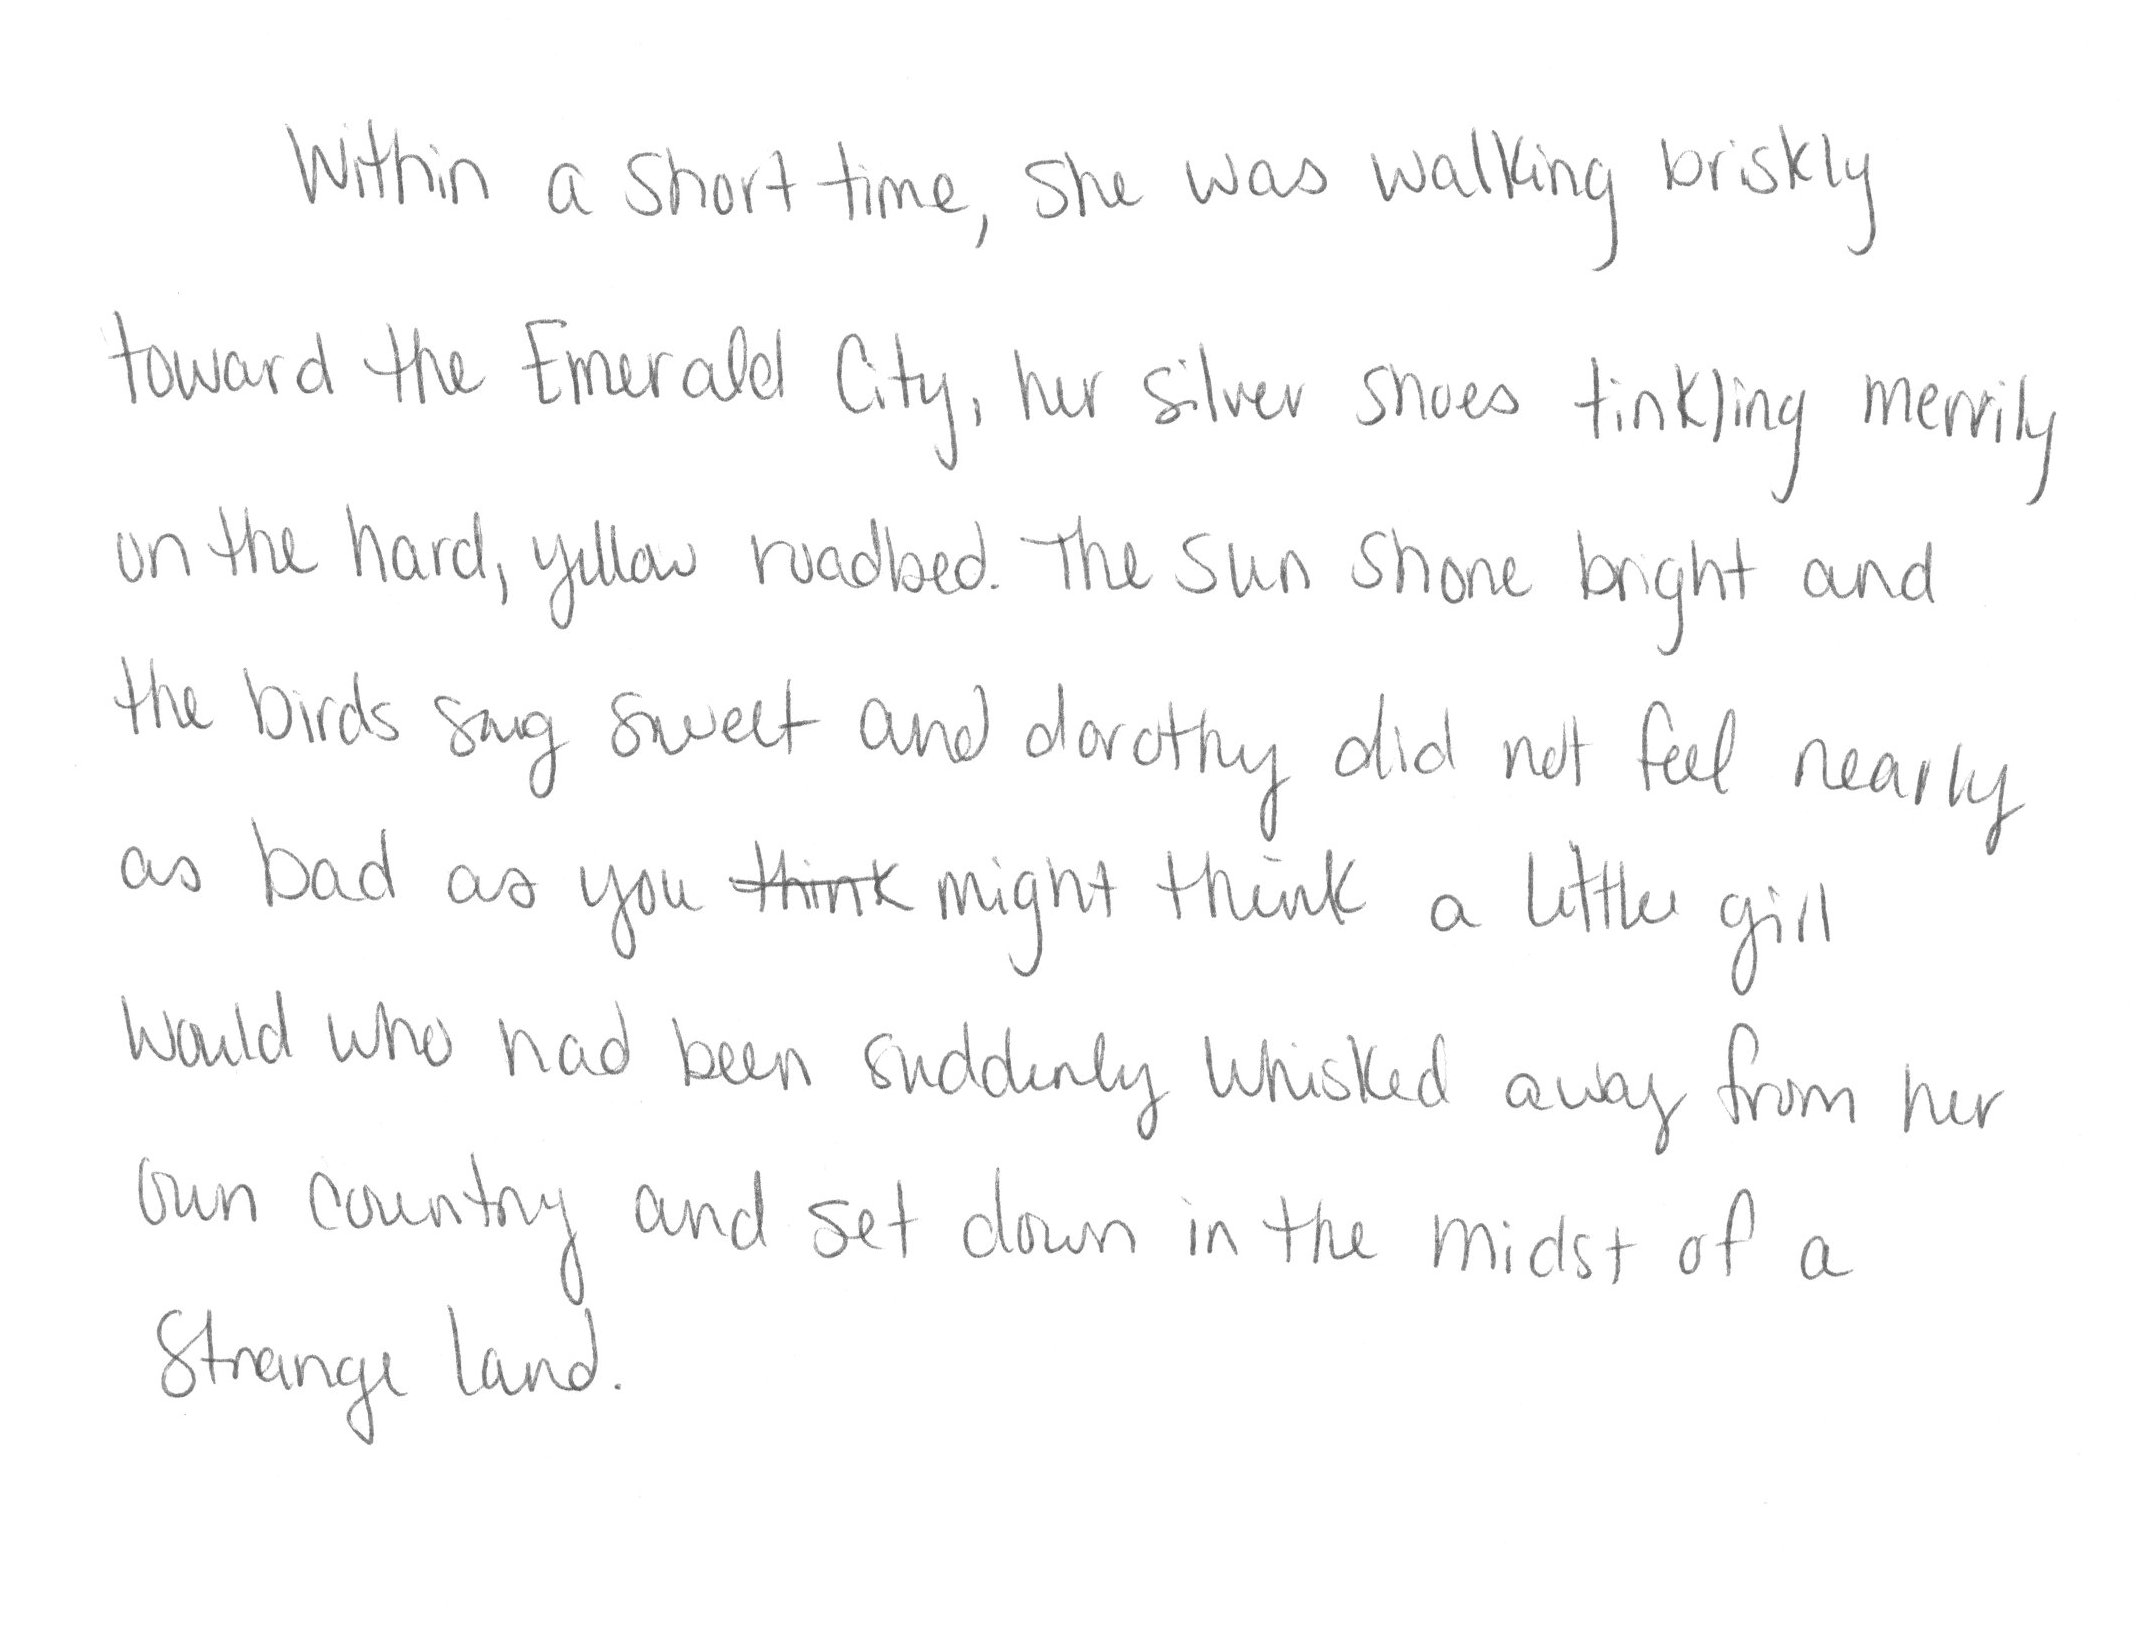 Within a short time, she was walking briskly
toward the Emerald City, her silver shoes tinkling merrily
on the hard, yellow roadbed. The sun shone bright and
the birds sang sweet and dorothy did not feel nearly
as bad as you ~~think~~ might think a little girl
would who had been suddenly whisked away from her
own country and set down in the midst of a
strange land.